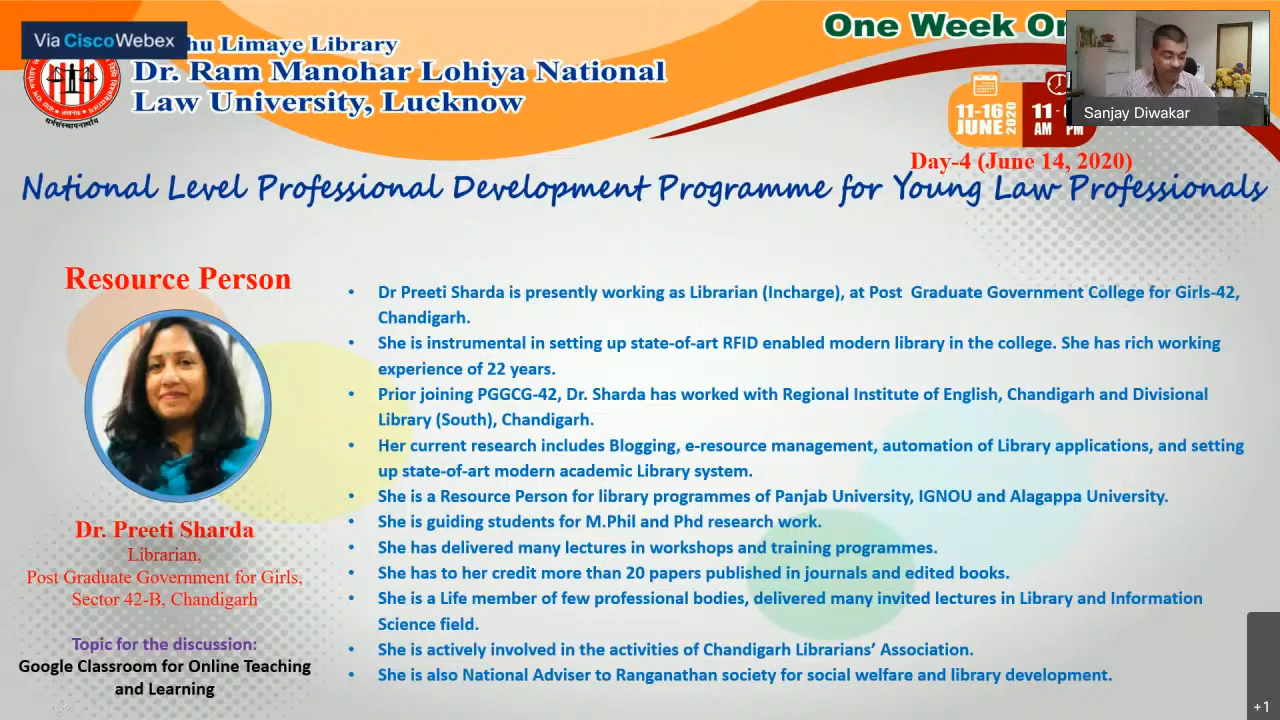 Via Cisco Webex
hu Limaye Library
Dr. Ram Manohar Lohiya National
Law University, Lucknow
One Week On
11-16
JUNE
2020
11 -
AM PM
Sanjay Diwakar
Day-4 (June 14, 2020)
National Level Professional Development Programme for Young Law Professionals
Resource Person
Dr. Preeti Sharda
Librarian,
Post Graduate Government for Girls,
Sector 42-B, Chandigarh
Topic for the discussion:
Google Classroom for Online Teaching
and Learning
• Dr Preeti Sharda is presently working as Librarian (Incharge), at Post Graduate Government College for Girls-42,
Chandigarh.
• She is instrumental in setting up state-of-art RFID enabled modern library in the college. She has rich working
experience of 22 years.
• Prior joining PGGCG-42, Dr. Sharda has worked with Regional Institute of English, Chandigarh and Divisional
Library (South), Chandigarh.
• Her current research includes Blogging, e-resource management, automation of Library applications, and setting
up state-of-art modern academic Library system.
• She is a Resource Person for library programmes of Panjab University, IGNOU and Alagappa University.
• She is guiding students for M.Phil and Phd research work.
• She has delivered many lectures in workshops and training programmes.
• She has to her credit more than 20 papers published in journals and edited books.
• She is a Life member of few professional bodies, delivered many invited lectures in Library and Information
Science field.
• She is actively involved in the activities of Chandigarh Librarians’ Association.
• She is also National Adviser to Ranganathan society for social welfare and library development.
+1